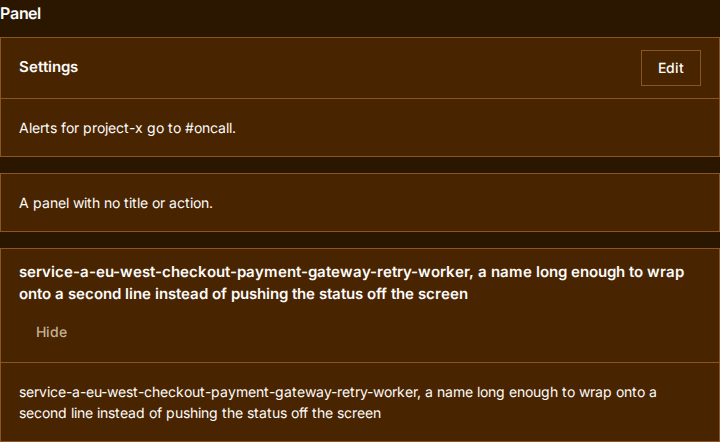 Panel
Settings
Edit
Alerts for project-x go to #oncall.
A panel with no title or action.
service-a-eu-west-checkout-payment-gateway-retry-worker, a name long enough to wrap
onto a second line instead of pushing the status off the screen
Hide
service-a-eu-west-checkout-payment-gateway-retry-worker, a name long enough to wrap onto a
second line instead of pushing the status off the screen